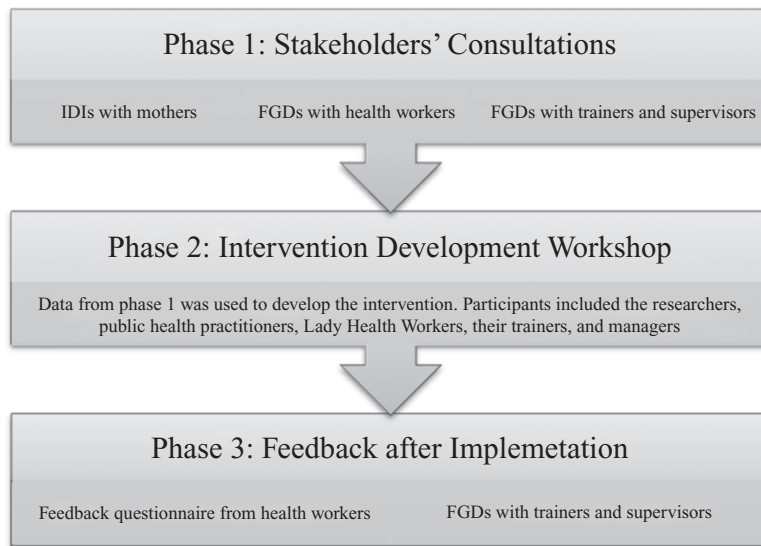 Phase 1: Stakeholders’ Consultations
IDIs with mothers FGDs with health workers FGDs with trainers and supervisors
Phase 2: Intervention Development Workshop
Data from phase 1 was used to develop the intervention. Participants included the researchers,
public health practitioners, Lady Health Workers, their trainers, and managers
Phase 3: Feedback after Implemetation
Feedback questionnaire from health workers FGDs with trainers and supervisors